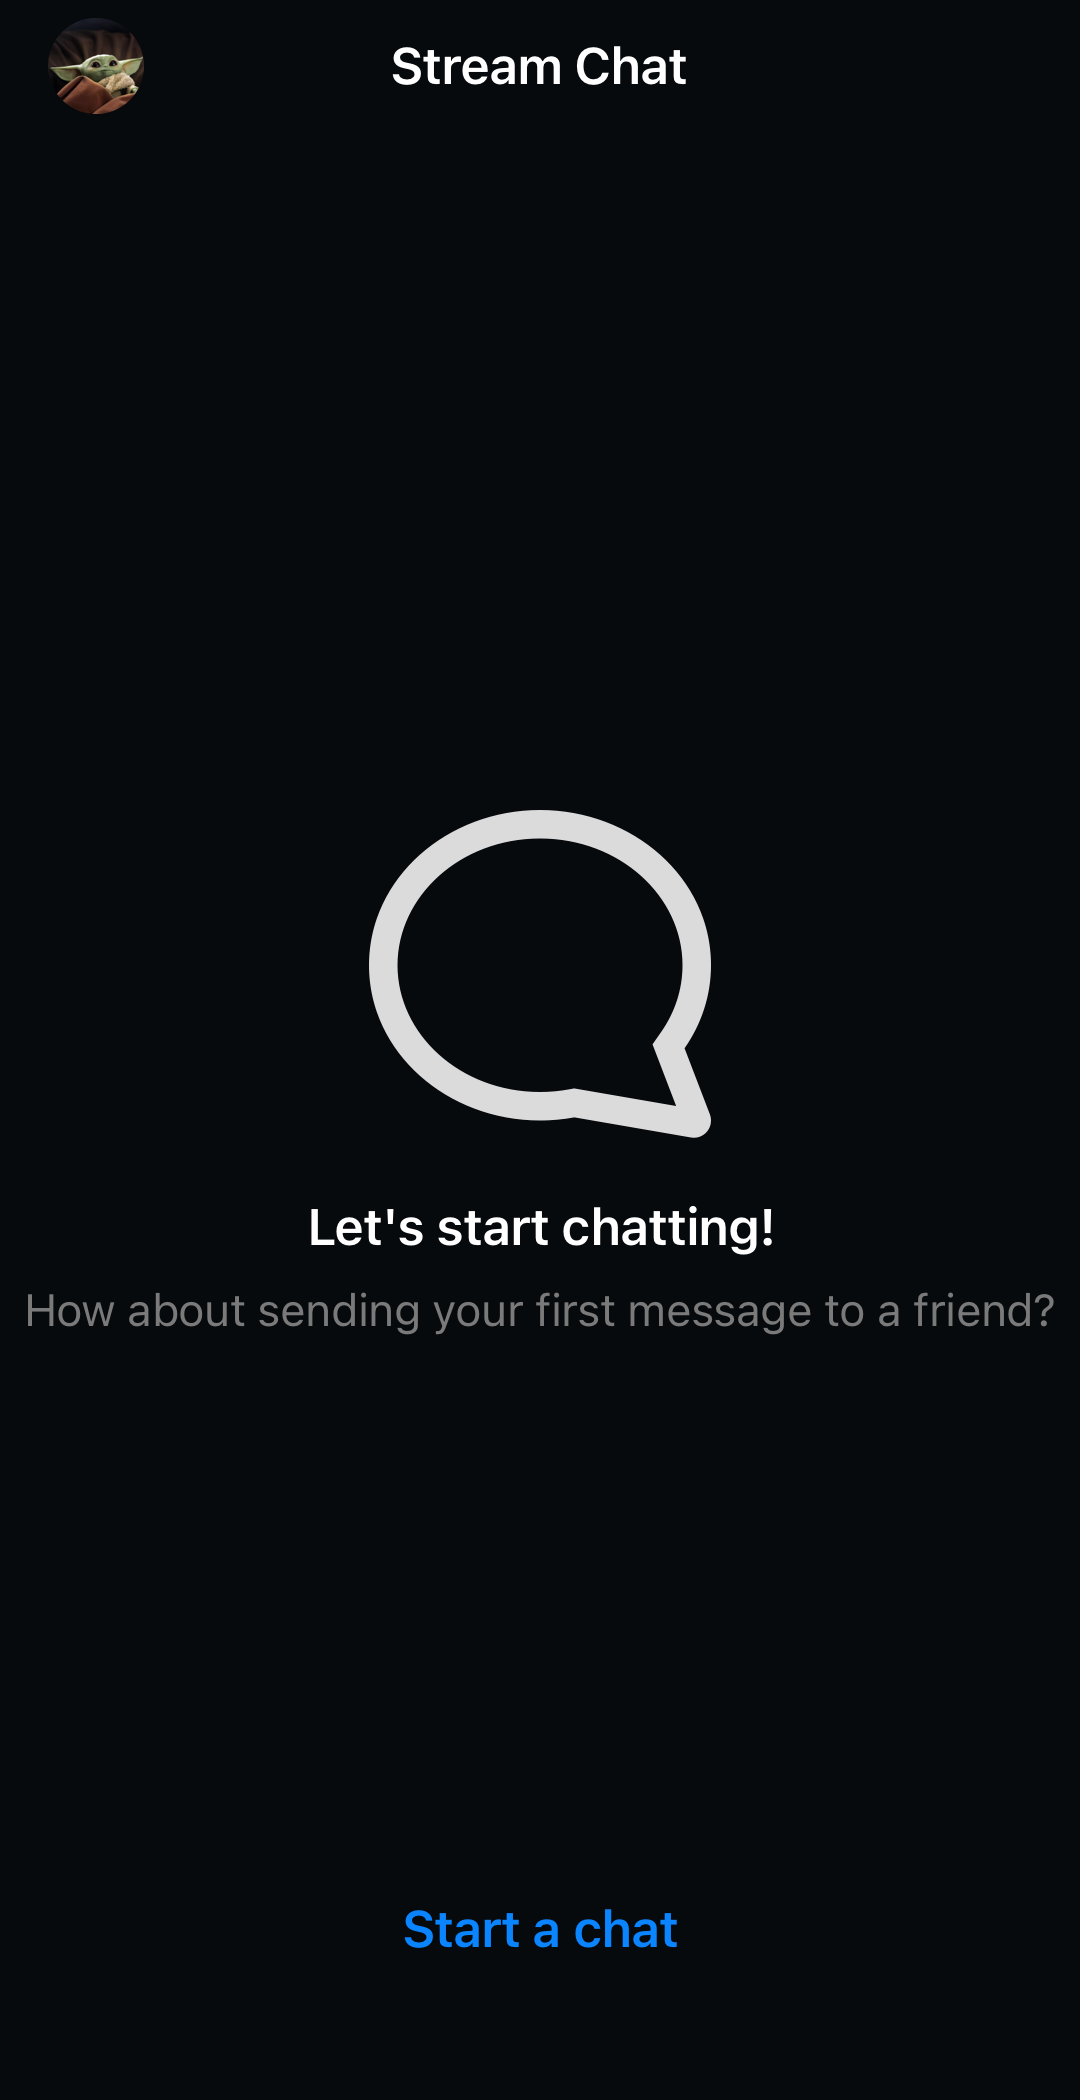 Stream Chat
Let's start chatting!
How about sending your first message to a friend?
Start a chat